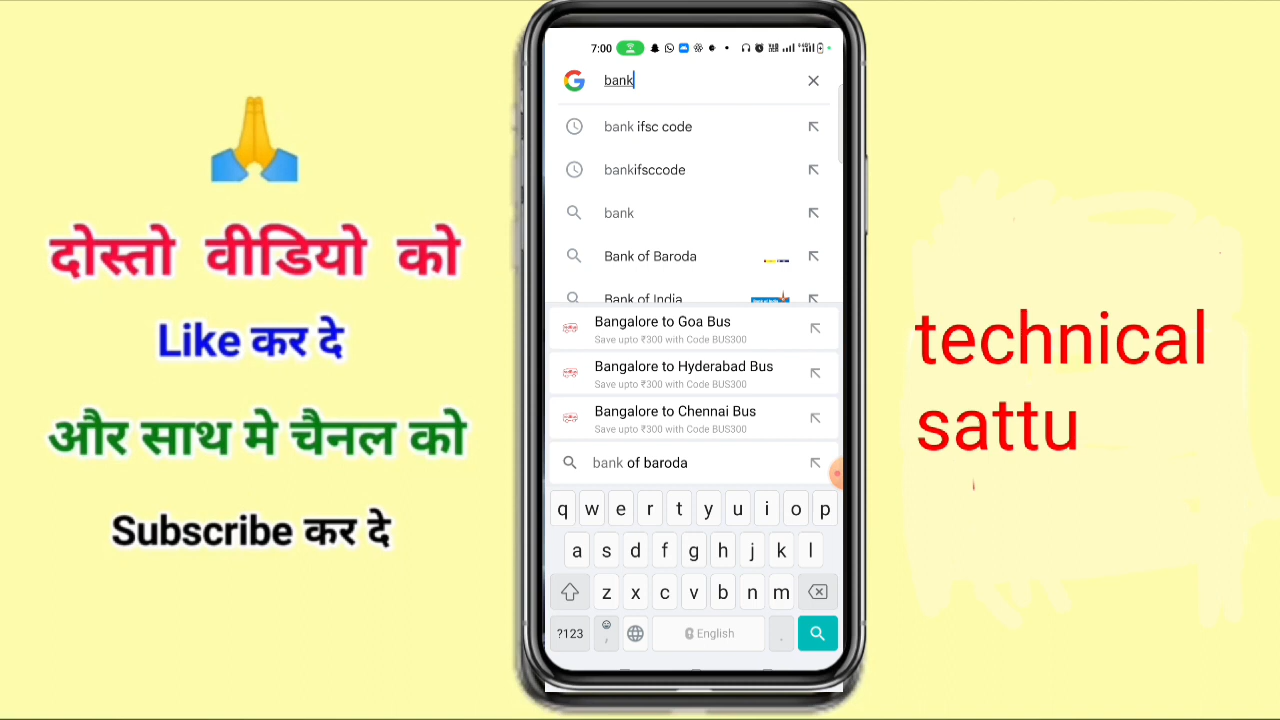 दोस्तो वीडियो को
Like कर दे
और साथ मे चैनल को
Subscribe कर दे
7:00
bank
bank ifsc code
bankifsccode
bank
Bank of Baroda
Bank of India
Bangalore to Goa Bus
Save upto ₹300 with Code BUS300
Bangalore to Hyderabad Bus
Save upto ₹300 with Code BUS300
Bangalore to Chennai Bus
Save upto ₹300 with Code BUS300
bank of baroda
q w e r t y u i o p
a s d f g h j k l
z x c v b n m
?123 , English .
technical
sattu